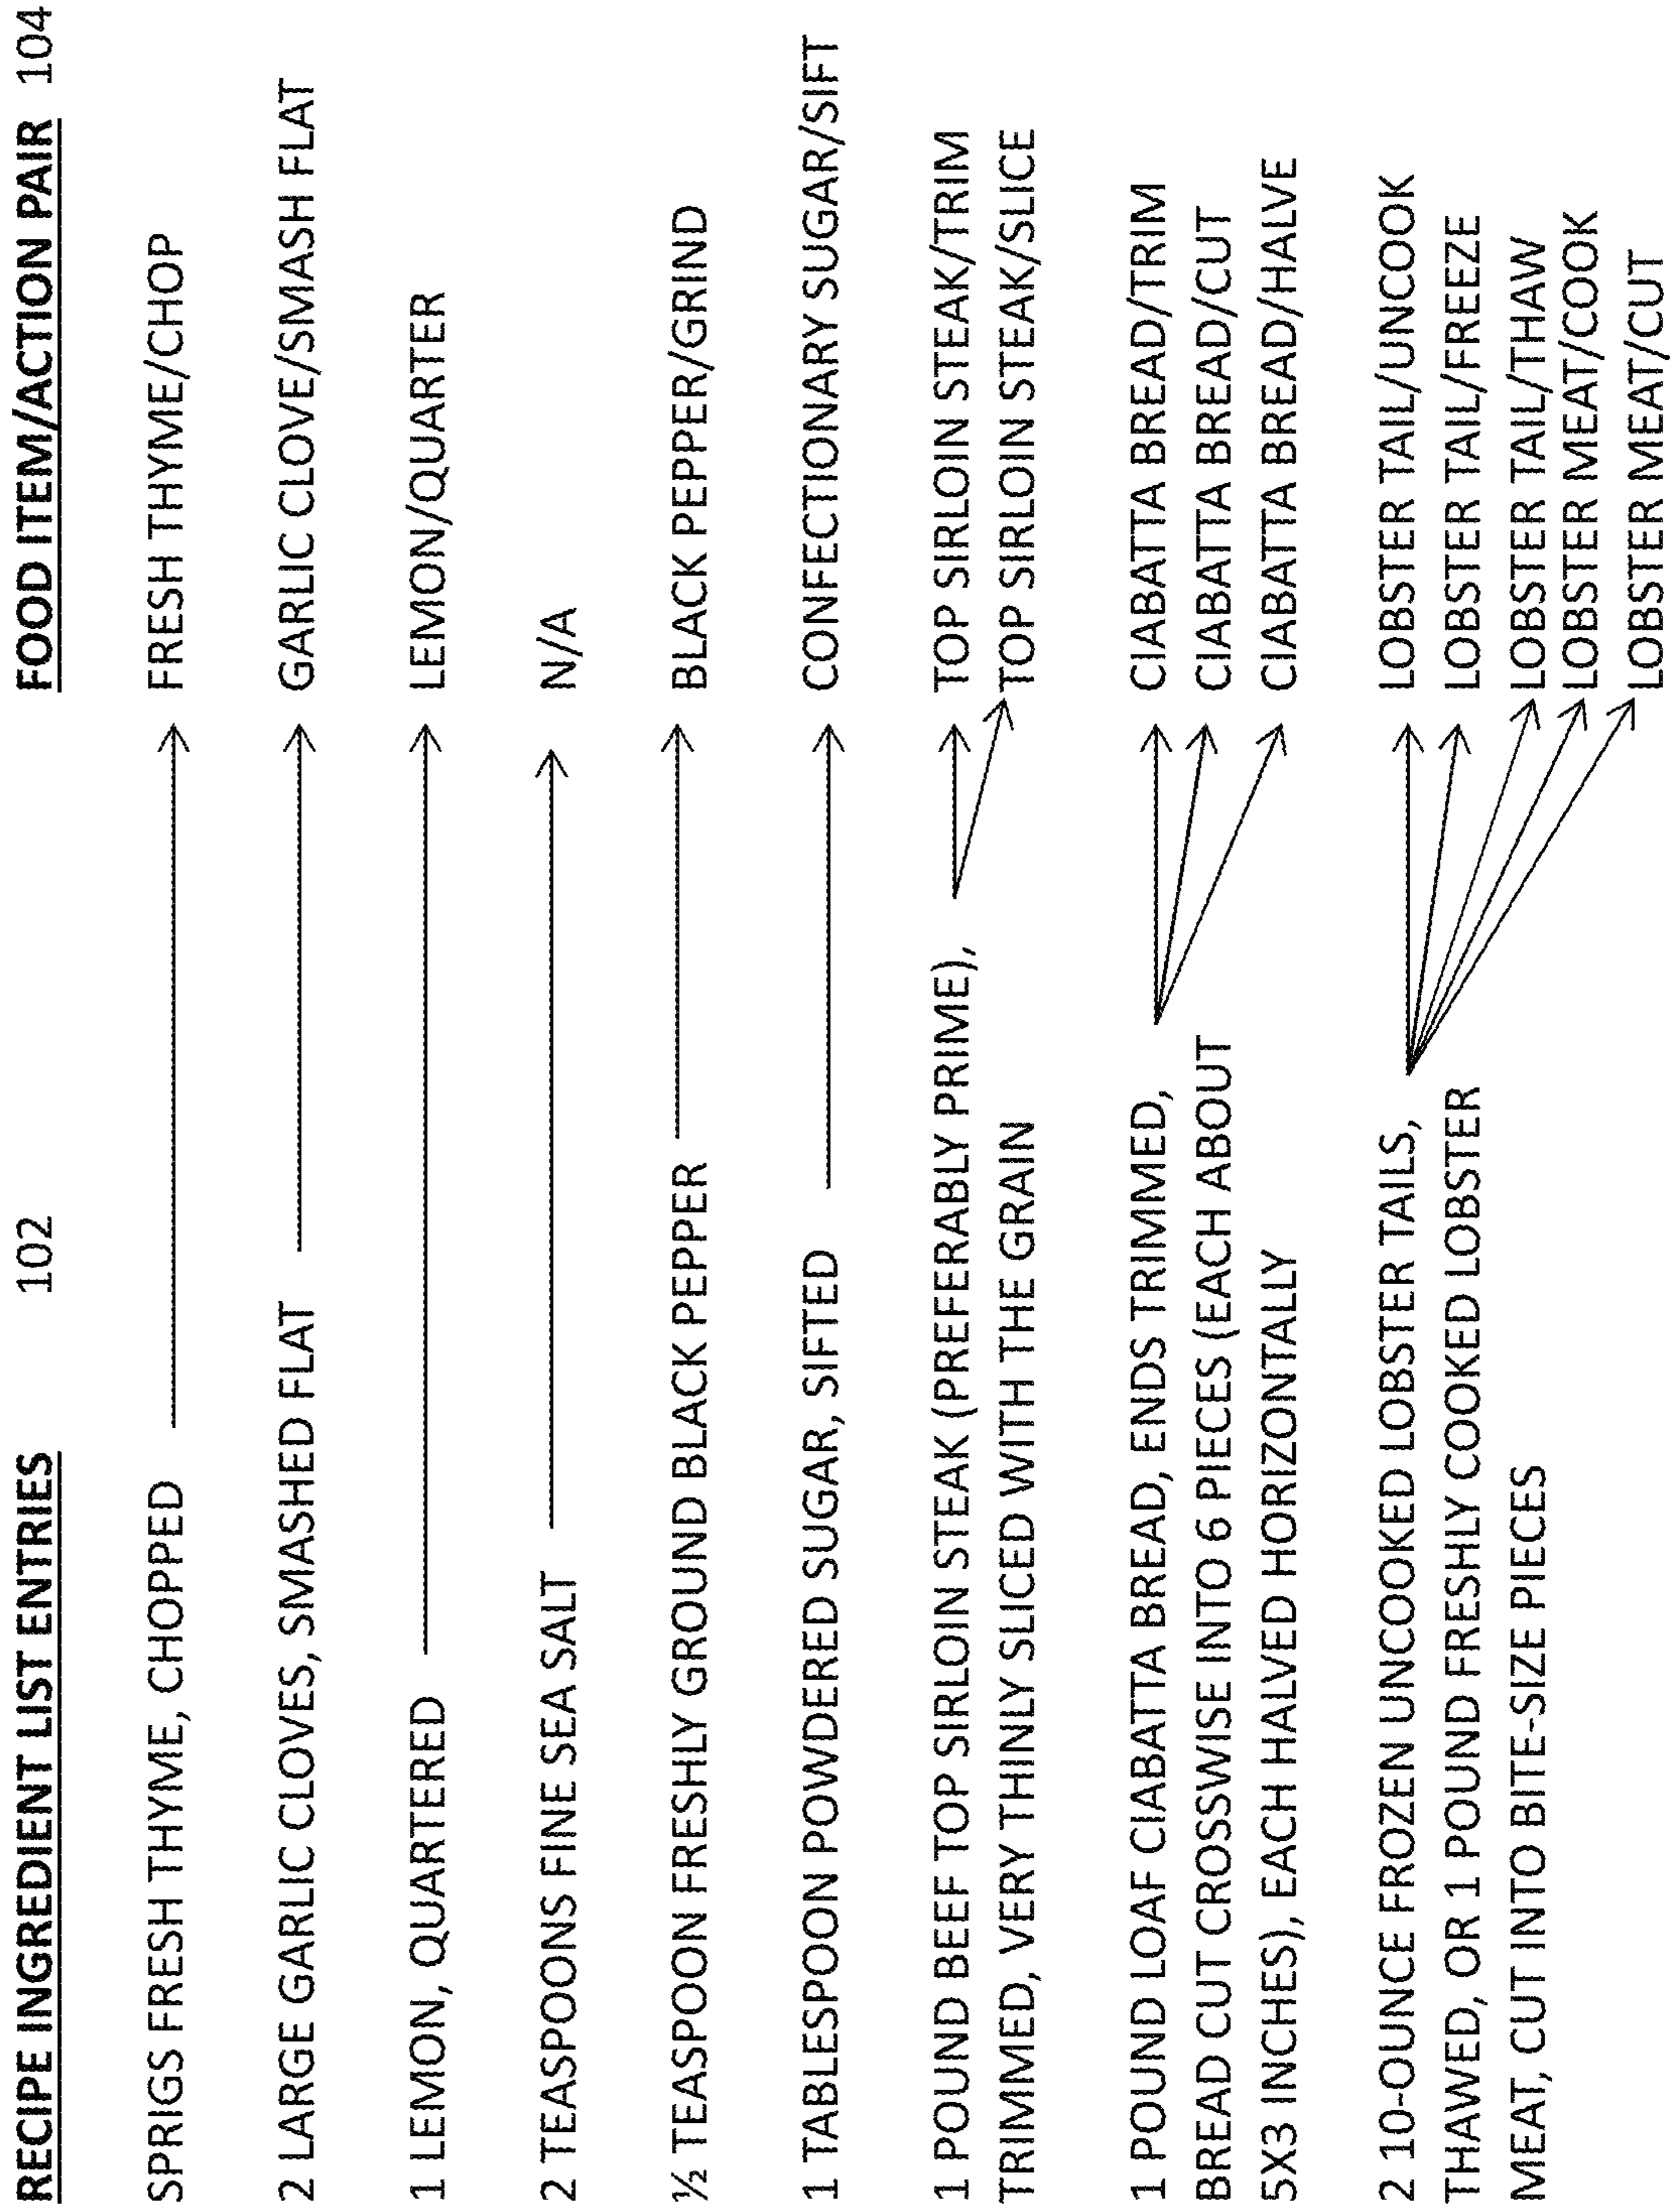 RECIPE INGREDIENT LIST ENTRIES 102 FOOD ITEM/ACTION PAIR 104
SPRIGS FRESH THYME, CHOPPED FRESH THYME/CHOP
2 LARGE GARLIC CLOVES, SMASHED FLAT GARLIC CLOVE/SMASH FLAT
1 LEMON, QUARTERED LEMON/QUARTER
2 TEASPOONS FINE SEA SALT N/A
½ TEASPOON FRESHLY GROUND BLACK PEPPER BLACK PEPPER/GRIND
1 TABLESPOON POWDERED SUGAR, SIFTED CONFECTIONARY SUGAR/SIFT
1 POUND BEEF TOP SIRLOIN STEAK (PREFERABLY PRIME), TOP SIRLOIN STEAK/TRIM
TRIMMED, VERY THINLY SLICED WITH THE GRAIN TOP SIRLOIN STEAK/SLICE
1 POUND LOAF CIABATTA BREAD, ENDS TRIMMED, CIABATTA BREAD/TRIM
BREAD CUT CROSSWISE INTO 6 PIECES (EACH ABOUT CIABATTA BREAD/CUT
5X3 INCHES), EACH HALVED HORIZONTALLY CIABATTA BREAD/HALVE
2 10-OUNCE FROZEN UNCOOKED LOBSTER TAILS, LOBSTER TAIL/UNCOOK
THAWED, OR 1 POUND FRESHLY COOKED LOBSTER LOBSTER TAIL/FREEZE
MEAT, CUT INTO BITE-SIZE PIECES LOBSTER TAIL/THAW
LOBSTER MEAT/COOK
LOBSTER MEAT/CUT